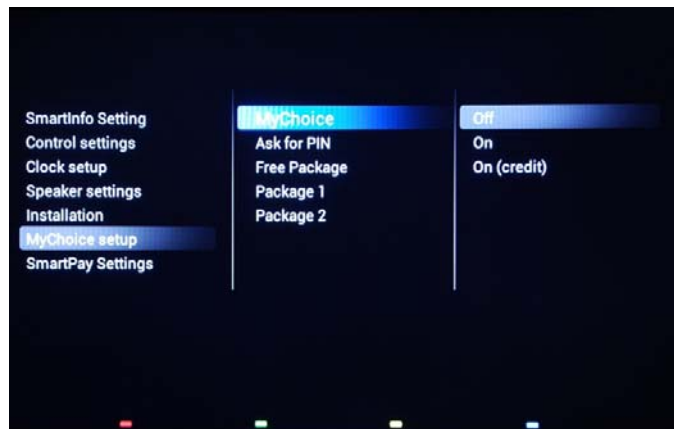 SmartInfo Setting
Control settings
Clock setup
Speaker settings
Installation
MyChoice setup
SmartPay Settings
MyChoice
Ask for PIN
Free Package
Package 1
Package 2
Off
On
On (credit)